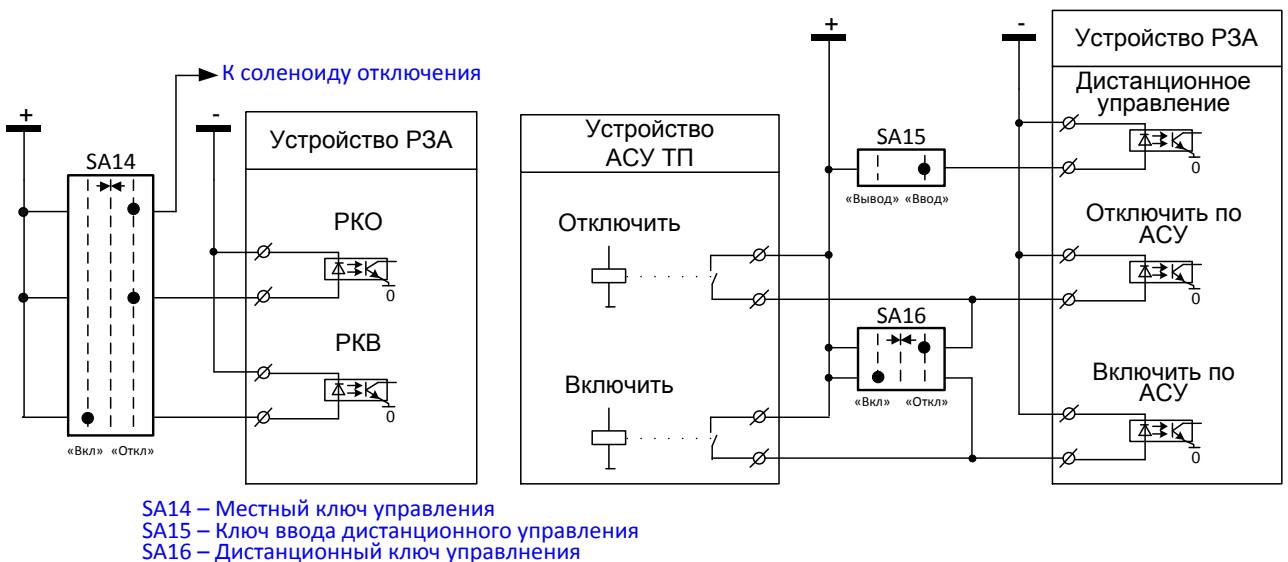 К соленоиду отключения
+
-
SA14
Устройство РЗА
РКО
0
РКВ
0
«Вкл» «Откл»
Устройство
АСУ ТП
Отключить
Включить
+
-
SA15
«Вывод» «Ввод»
SA16
«Вкл» «Откл»
Устройство РЗА
Дистанционное
управление
0
Отключить по
АСУ
0
Включить по
АСУ
0
SA14 – Местный ключ управления
SA15 – Ключ ввода дистанционного управления
SA16 – Дистанционный ключ управлнения